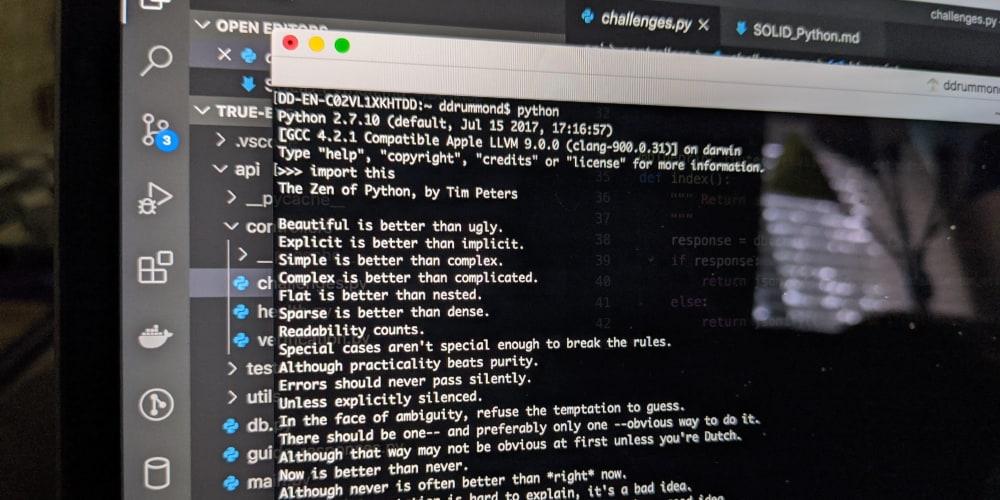 challenges.py
SOLID_Python.md
challenges.py
OPEN
TRUE-E
.vsc
api
3
ddrummon
DD-EN-C02VL1XKHTDD:~ ddrummond$ python
Python 2.7.10 (default, Jul 15 2017, 17:16:57)
[GCC 4.2.1 Compatible Apple LLVM 9.0.0 (clang-900.0.31)] on darwin
Type "help", "copyright", "credits" or "license" for more information.
>>> import this
The Zen of Python, by Tim Peters
Beautiful is better than ugly.
Explicit is better than implicit.
Simple is better than complex.
Complex is better than complicated.
Flat is better than nested.
Sparse is better than dense.
Readability counts.
Special cases aren't special enough to break the rules.
Although practicality beats purity.
Errors should never pass silently.
Unless explicitly silenced.
In the face of ambiguity, refuse the temptation to guess.
There should be one-- and preferably only one --obvious way to do it.
Although that way may not be obvious at first unless you're Dutch.
Now is better than never.
Although never is often better than *right* now.
is hard to explain, it's a bad idea.
35 def index():
36 """ Return
37 """
38 response =
39 if response:
40 return
41 else:
42 return
tes
util
db.
gui
ma